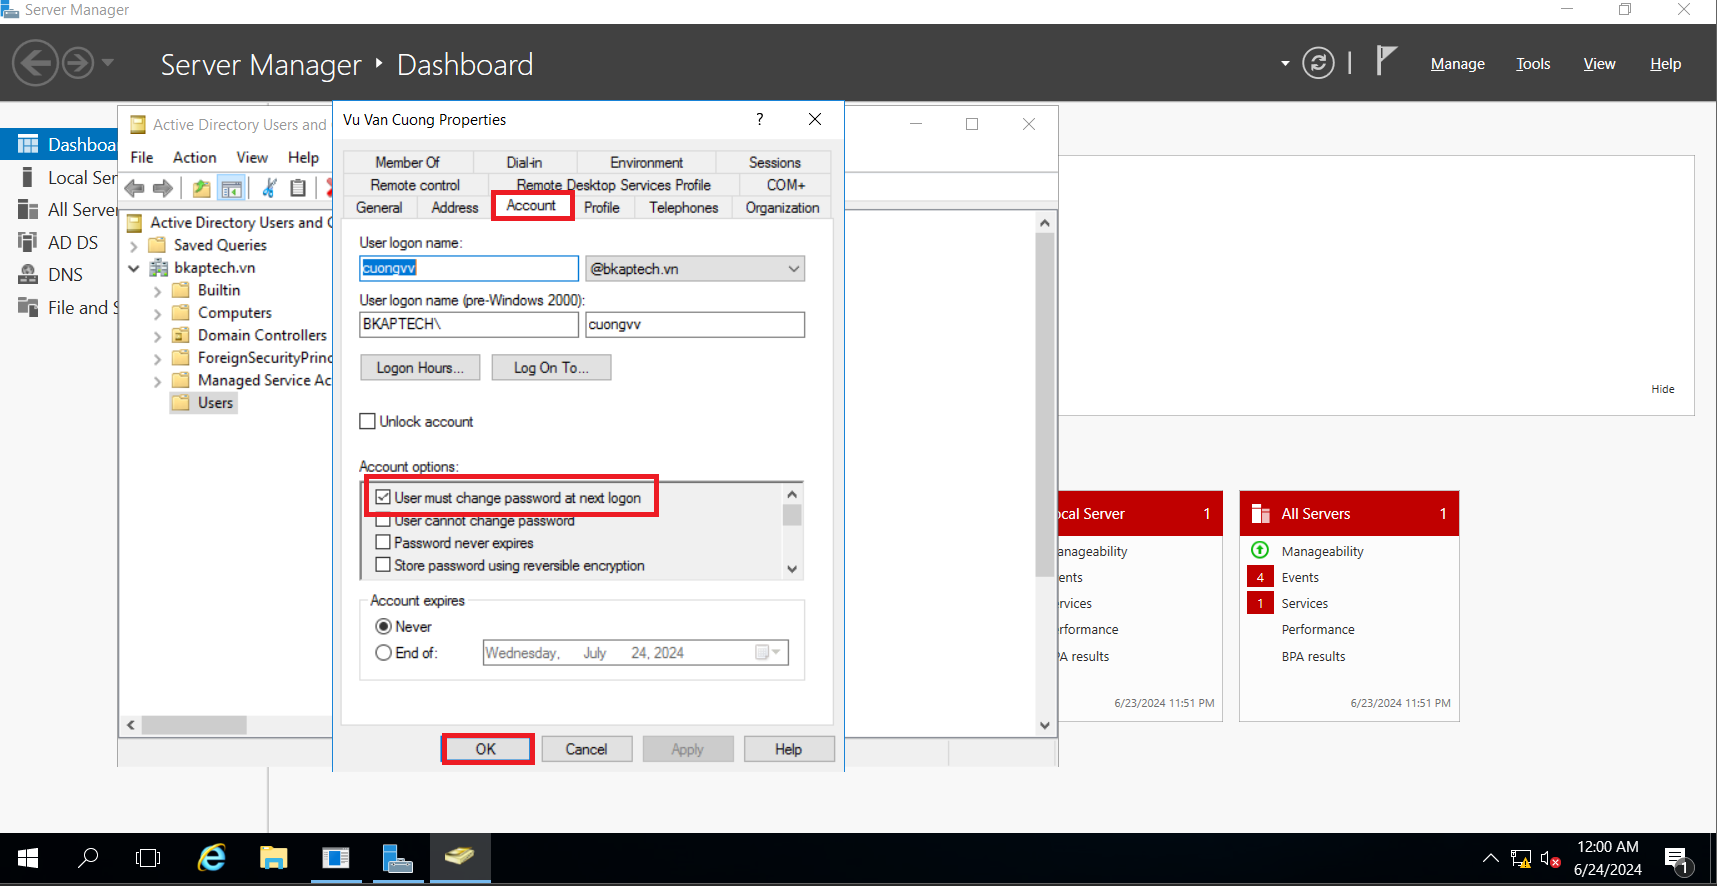 Server Manager
Server Manager ‣ Dashboard
Manage Tools View Help
Dashboa
Local Ser
All Server
AD DS
DNS
File and S
Active Directory Users and
File Action View Help
Active Directory Users and C
Saved Queries
bkaptech.vn
Builtin
Computers
Domain Controllers
ForeignSecurityPrinc
Managed Service Ac
Users
Vu Van Cuong Properties
?
Member Of Dial-in Environment Sessions
Remote control Remote Desktop Services Profile COM+
General Address Account Profile Telephones Organization
User logon name:
cuongvv @bkaptech.vn
User logon name (pre-Windows 2000):
BKAPTECH\ cuongvv
Logon Hours... Log On To...
Unlock account
Account options:
User must change password at next logon
User cannot change password
Password never expires
Store password using reversible encryption
Account expires
Never
End of: Wednesday, July 24, 2024
OK Cancel Apply Help
Hide
ocal Server 1
anageability
ents
rvices
rformance
PA results
6/23/2024 11:51 PM
All Servers 1
Manageability
4 Events
1 Services
Performance
BPA results
6/23/2024 11:51 PM
12:00 AM
6/24/2024
1